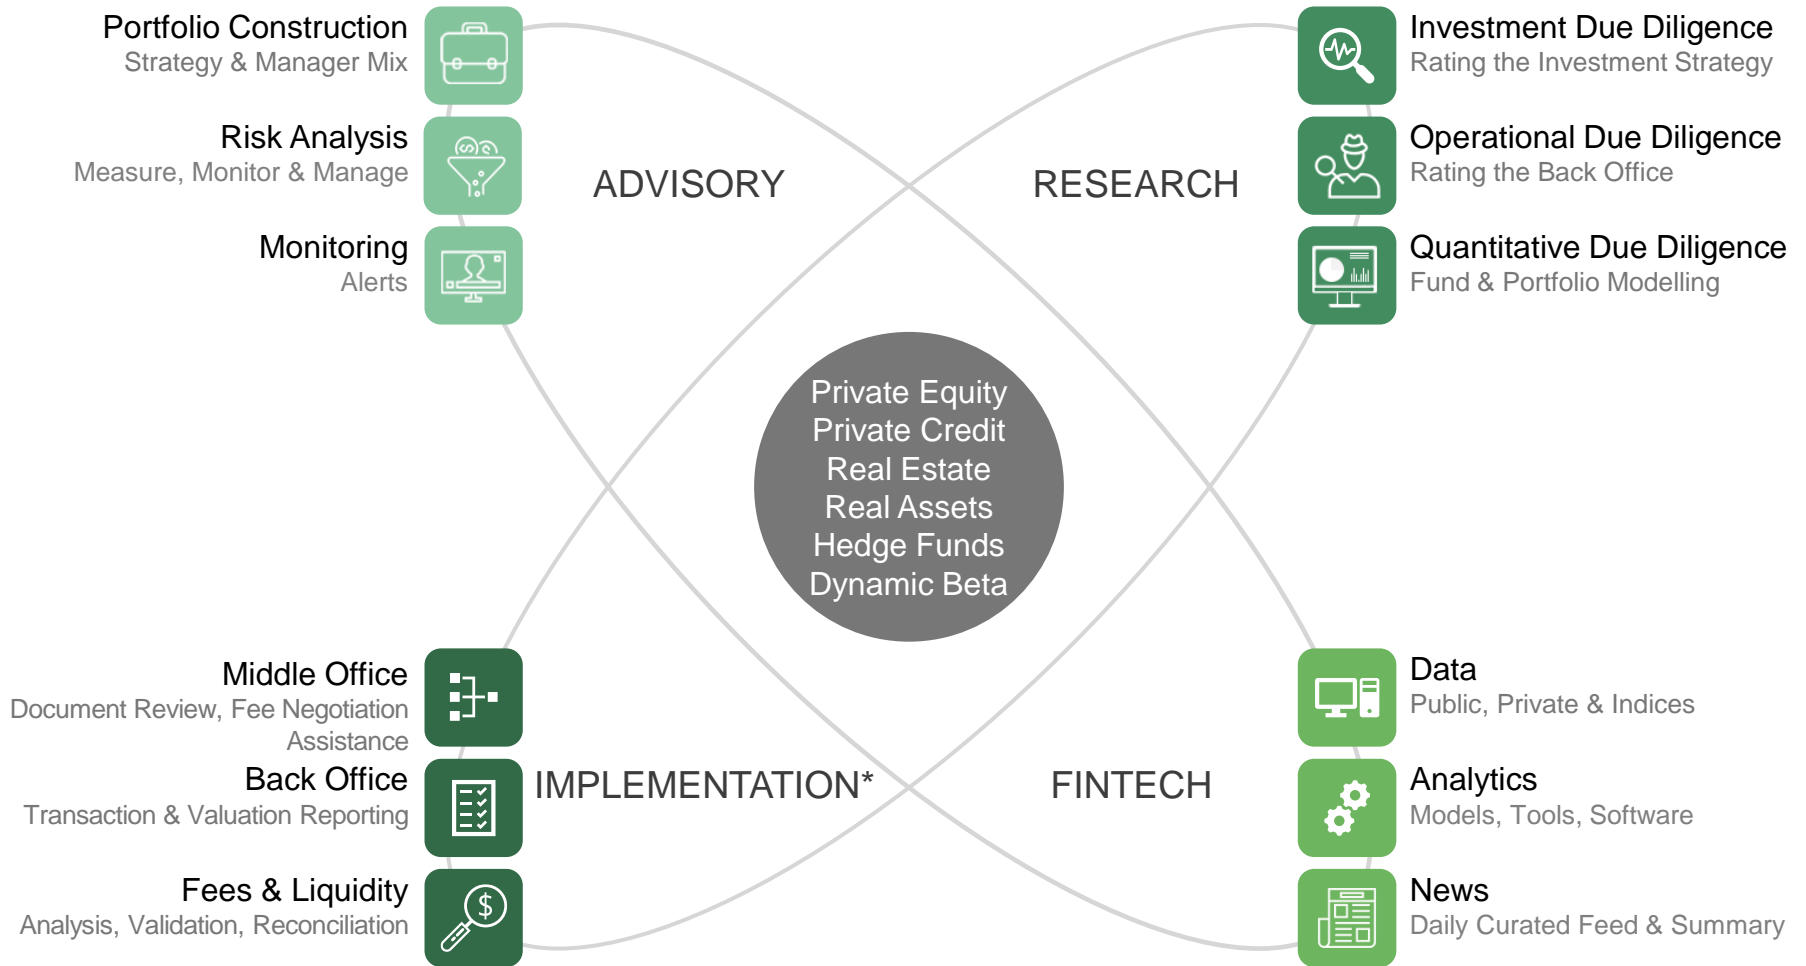 Portfolio Construction
Strategy & Manager Mix
Risk Analysis
Measure, Monitor & Manage
Monitoring
Alerts
ADVISORY
RESEARCH
Investment Due Diligence
Rating the Investment Strategy
Operational Due Diligence
Rating the Back Office
Quantitative Due Diligence
Fund & Portfolio Modelling
Private Equity
Private Credit
Real Estate
Real Assets
Hedge Funds
Dynamic Beta
Middle Office
Document Review, Fee Negotiation
Assistance
Back Office
Transaction & Valuation Reporting
Fees & Liquidity
Analysis, Validation, Reconciliation
IMPLEMENTATION*
FINTECH
Data
Public, Private & Indices
Analytics
Models, Tools, Software
News
Daily Curated Feed & Summary